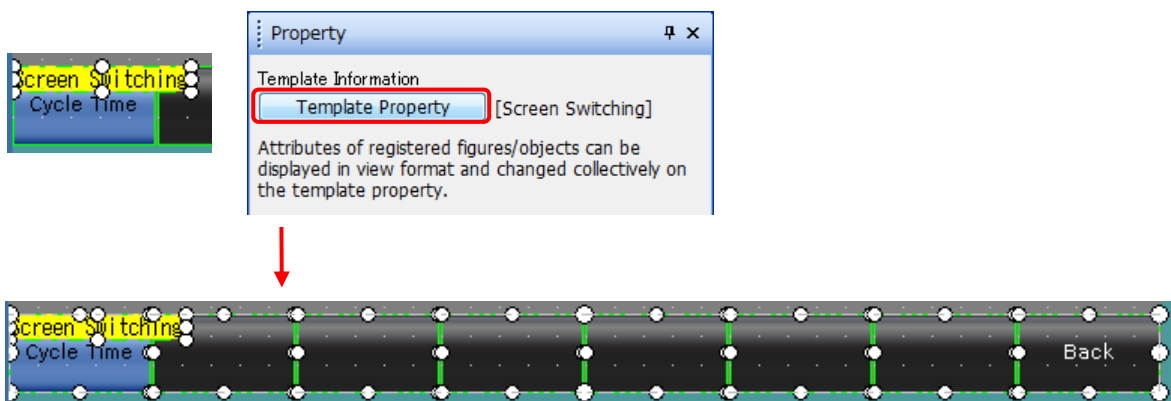 Screen Switching
Cycle Time
Property
Template Information
Template Property [Screen Switching]
Attributes of registered figures/objects can be
displayed in view format and changed collectively on
the template property.
Screen Switching
Cycle Time
Back